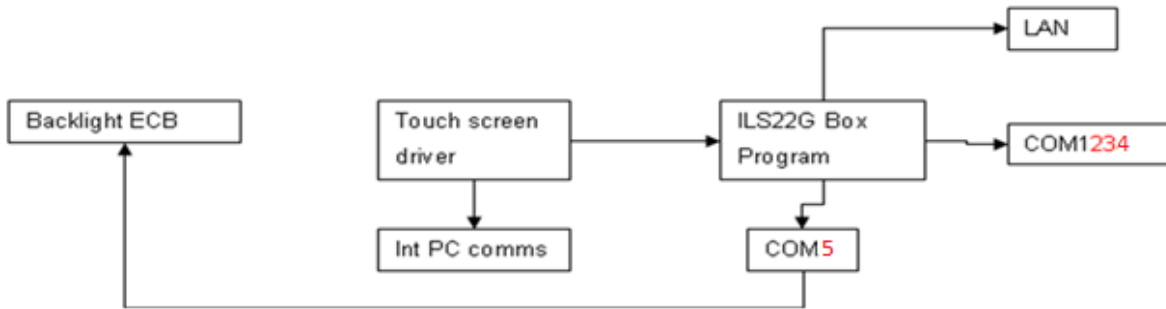 LAN
Backlight ECB
Touch screen
driver
ILS22G Box
Program
COM1234
Int PC comms
COM5